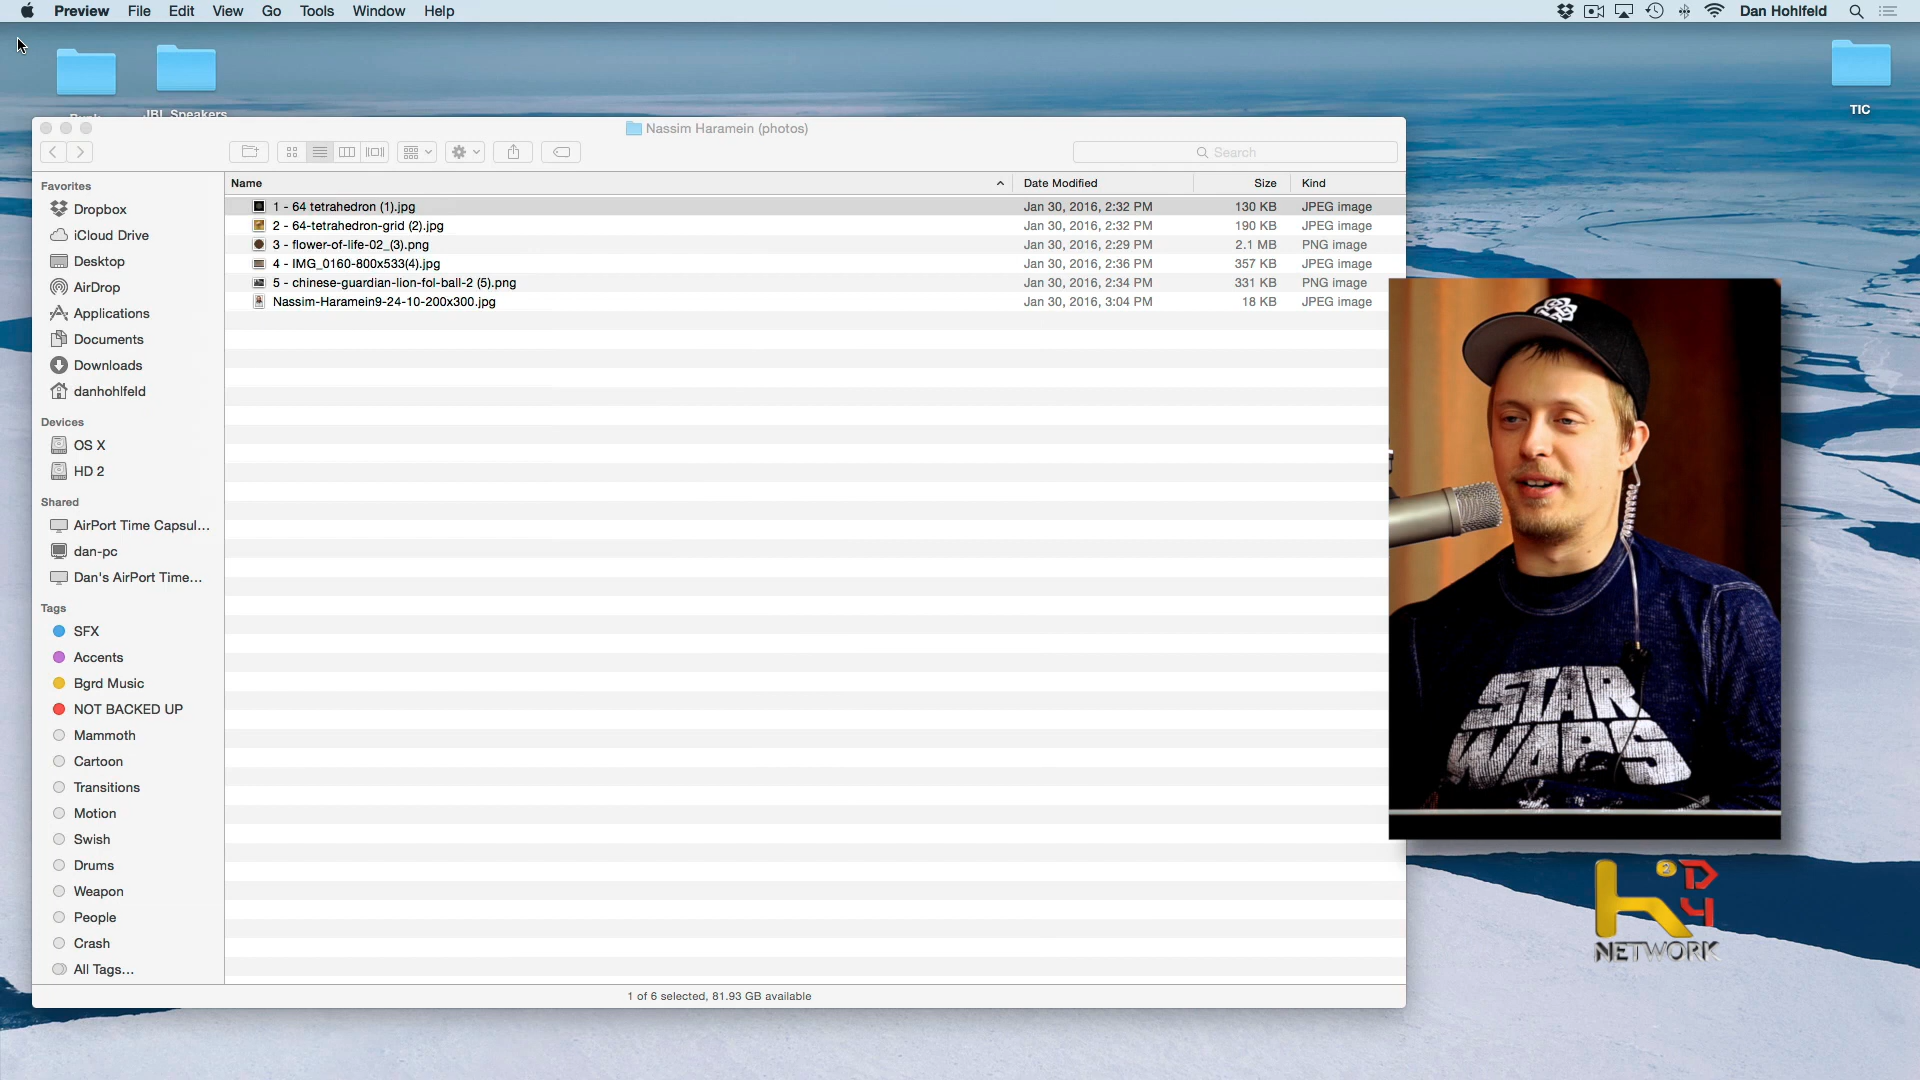 Preview File Edit View Go Tools Window Help
Dan Hohlfeld
JBL Speakers
TIC
Nassim Haramein (photos)
Search
Favorites
Dropbox
iCloud Drive
Desktop
AirDrop
Applications
Documents
Downloads
danhohlfeld
Devices
OS X
HD 2
Shared
AirPort Time Capsul...
dan-pc
Dan's AirPort Time...
Tags
SFX
Accents
Bgrd Music
NOT BACKED UP
Mammoth
Cartoon
Transitions
Motion
Swish
Drums
Weapon
People
Crash
All Tags...
Name Date Modified Size Kind
1 - 64 tetrahedron (1).jpg Jan 30, 2016, 2:32 PM 130 KB JPEG image
2 - 64-tetrahedron-grid (2).jpg Jan 30, 2016, 2:32 PM 190 KB JPEG image
3 - flower-of-life-02_(3).png Jan 30, 2016, 2:29 PM 2.1 MB PNG image
4 - IMG_0160-800x533(4).jpg Jan 30, 2016, 2:36 PM 357 KB JPEG image
5 - chinese-guardian-lion-fol-ball-2 (5).png Jan 30, 2016, 2:34 PM 331 KB PNG image
Nassim-Haramein9-24-10-200x300.jpg Jan 30, 2016, 3:04 PM 18 KB JPEG image
1 of 6 selected, 81.93 GB available
STAR
WARS
NETWORK